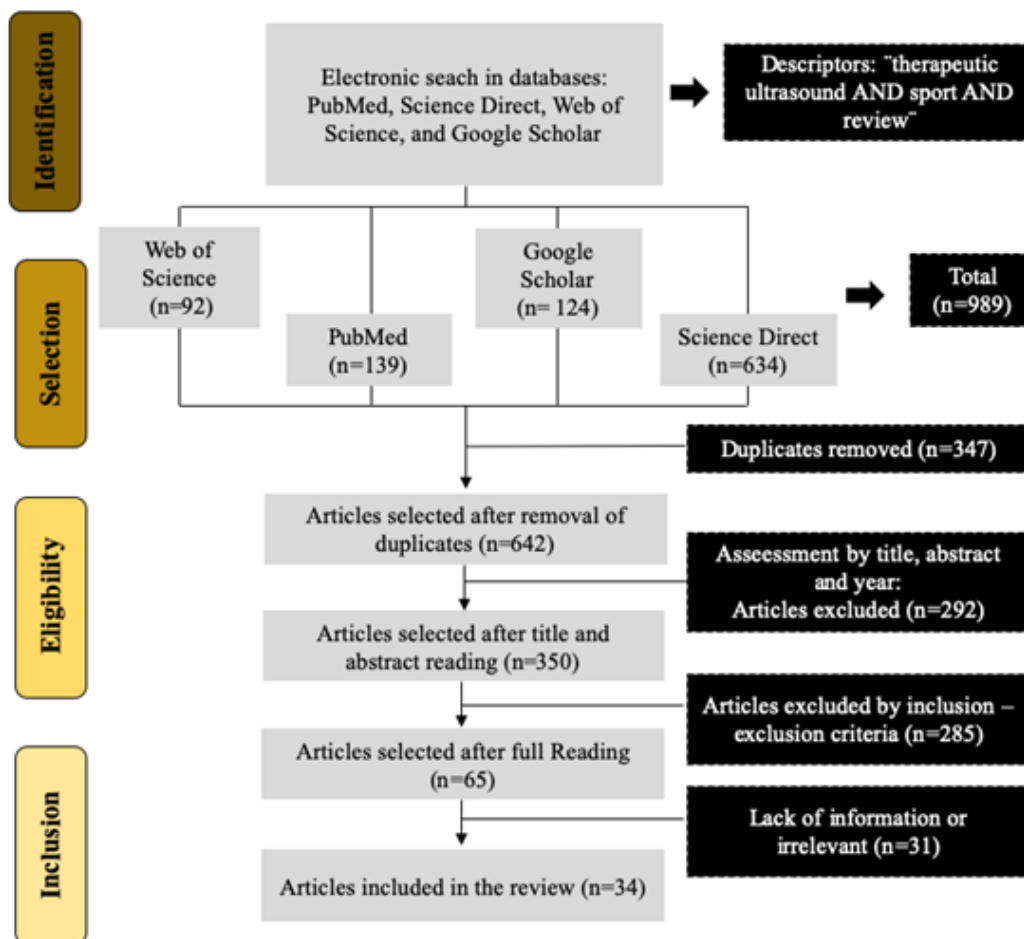 Identification
Electronic seach in databases:
PubMed, Science Direct, Web of
Science, and Google Scholar
Descriptors: ¨therapeutic
ultrasound AND sport AND
review¨
Selection
Web of
Science
(n=92)
PubMed
(n=139)
Google
Scholar
(n= 124)
Science Direct
(n=634)
Total
(n=989)
Duplicates removed (n=347)
Eligibility
Articles selected after removal of
duplicates (n=642)
Asseessment by title, abstract
and year:
Articles excluded (n=292)
Articles selected after title and
abstract reading (n=350)
Articles excluded by inclusion –
exclusion criteria (n=285)
Inclusion
Articles selected after full Reading
(n=65)
Lack of information or
irrelevant (n=31)
Articles included in the review (n=34)